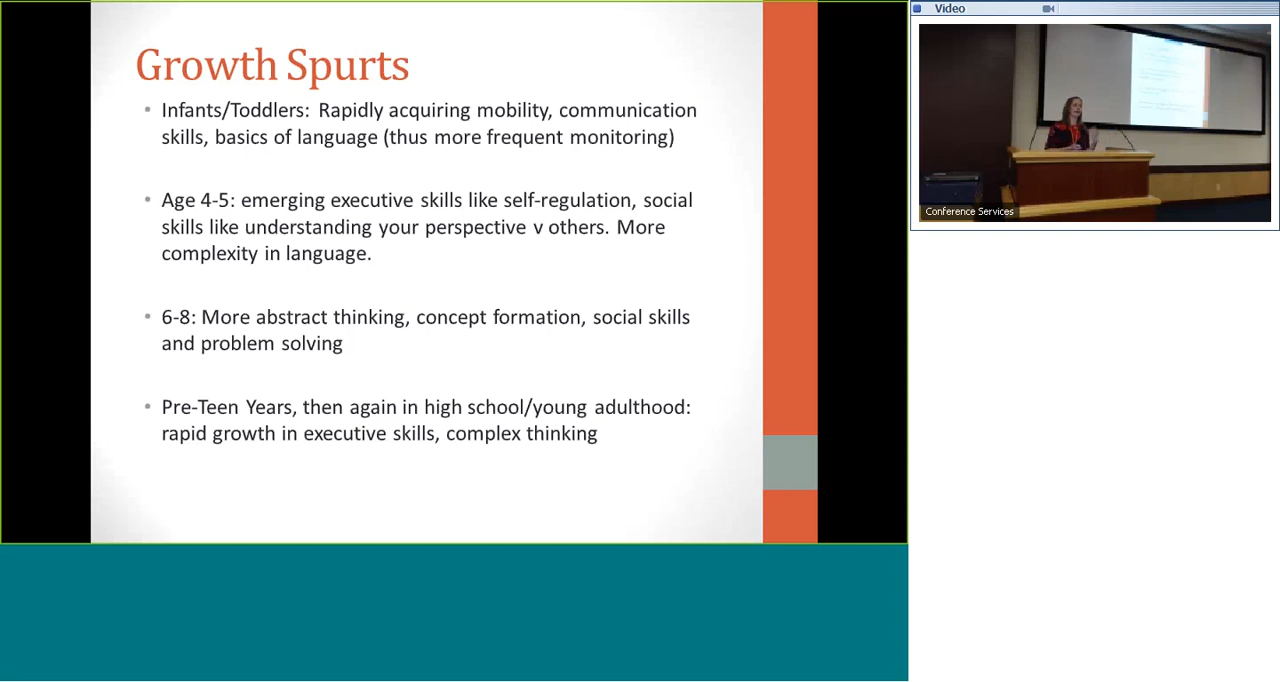 Growth Spurts
• Infants/Toddlers: Rapidly acquiring mobility, communication
skills, basics of language (thus more frequent monitoring)
• Age 4-5: emerging executive skills like self-regulation, social
skills like understanding your perspective v others. More
complexity in language.
• 6-8: More abstract thinking, concept formation, social skills
and problem solving
• Pre-Teen Years, then again in high school/young adulthood:
rapid growth in executive skills, complex thinking
Video
Conference Services